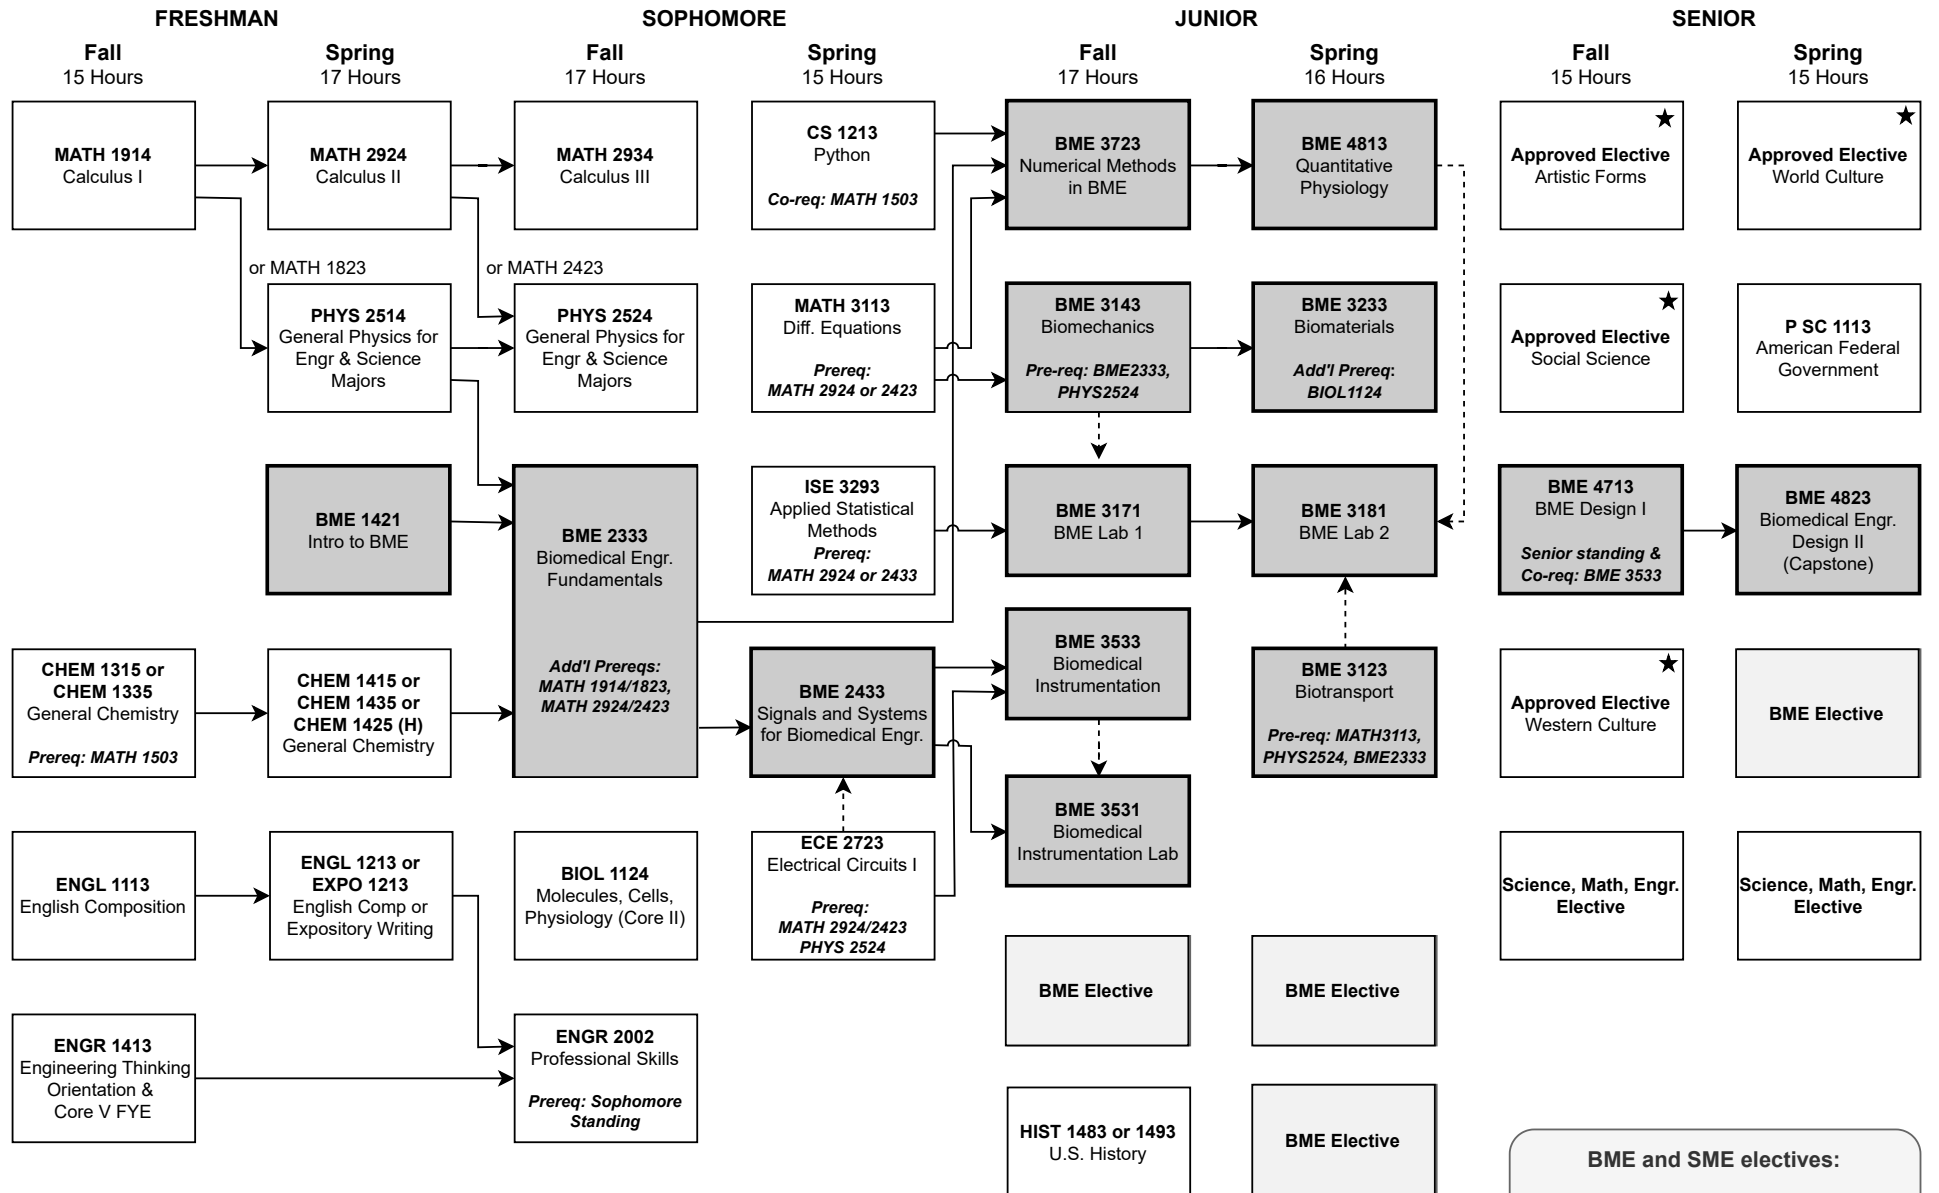 FRESHMAN
SOPHOMORE
JUNIOR
SENIOR
Fall
15 Hours
Spring
17 Hours
Fall
17 Hours
Spring
15 Hours
Fall
17 Hours
Spring
16 Hours
Fall
15 Hours
Spring
15 Hours
MATH 1914
Calculus I
MATH 2924
Calculus II
MATH 2934
Calculus III
CS 1213
Python
Co-req: MATH 1503
BME 3723
Numerical Methods
in BME
BME 4813
Quantitative
Physiology
Approved Elective
Artistic Forms
Approved Elective
World Culture
or MATH 1823
or MATH 2423
PHYS 2514
General Physics for
Engr & Science
Majors
PHYS 2524
General Physics for
Engr & Science
Majors
MATH 3113
Diff. Equations
Prereq:
MATH 2924 or 2423
BME 3143
Biomechanics
Pre-req: BME2333,
PHYS2524
BME 3233
Biomaterials
Add'l Prereq:
BIOL1124
Approved Elective
Social Science
P SC 1113
American Federal
Government
BME 1421
Intro to BME
BME 2333
Biomedical Engr.
Fundamentals
Add'l Prereqs:
MATH 1914/1823,
MATH 2924/2423
ISE 3293
Applied Statistical
Methods
Prereq:
MATH 2924 or 2433
BME 3171
BME Lab 1
BME 3181
BME Lab 2
BME 4713
BME Design I
Senior standing &
Co-req: BME 3533
BME 4823
Biomedical Engr.
Design II
(Capstone)
CHEM 1315 or
CHEM 1335
General Chemistry
Prereq: MATH 1503
CHEM 1415 or
CHEM 1435 or
CHEM 1425 (H)
General Chemistry
BME 2433
Signals and Systems
for Biomedical Engr.
BME 3533
Biomedical
Instrumentation
BME 3123
Biotransport
Pre-req: MATH3113,
PHYS2524, BME2333
Approved Elective
Western Culture
BME Elective
ENGL 1113
English Composition
ENGL 1213 or
EXPO 1213
English Comp or
Expository Writing
BIOL 1124
Molecules, Cells,
Physiology (Core II)
ECE 2723
Electrical Circuits I
Prereq:
MATH 2924/2423
PHYS 2524
BME 3531
Biomedical
Instrumentation Lab
Science, Math, Engr.
Elective
Science, Math, Engr.
Elective
BME Elective
BME Elective
ENGR 1413
Engineering Thinking
Orientation &
Core V FYE
ENGR 2002
Professional Skills
Prereq: Sophomore
Standing
HIST 1483 or 1493
U.S. History
BME Elective
BME and SME electives: